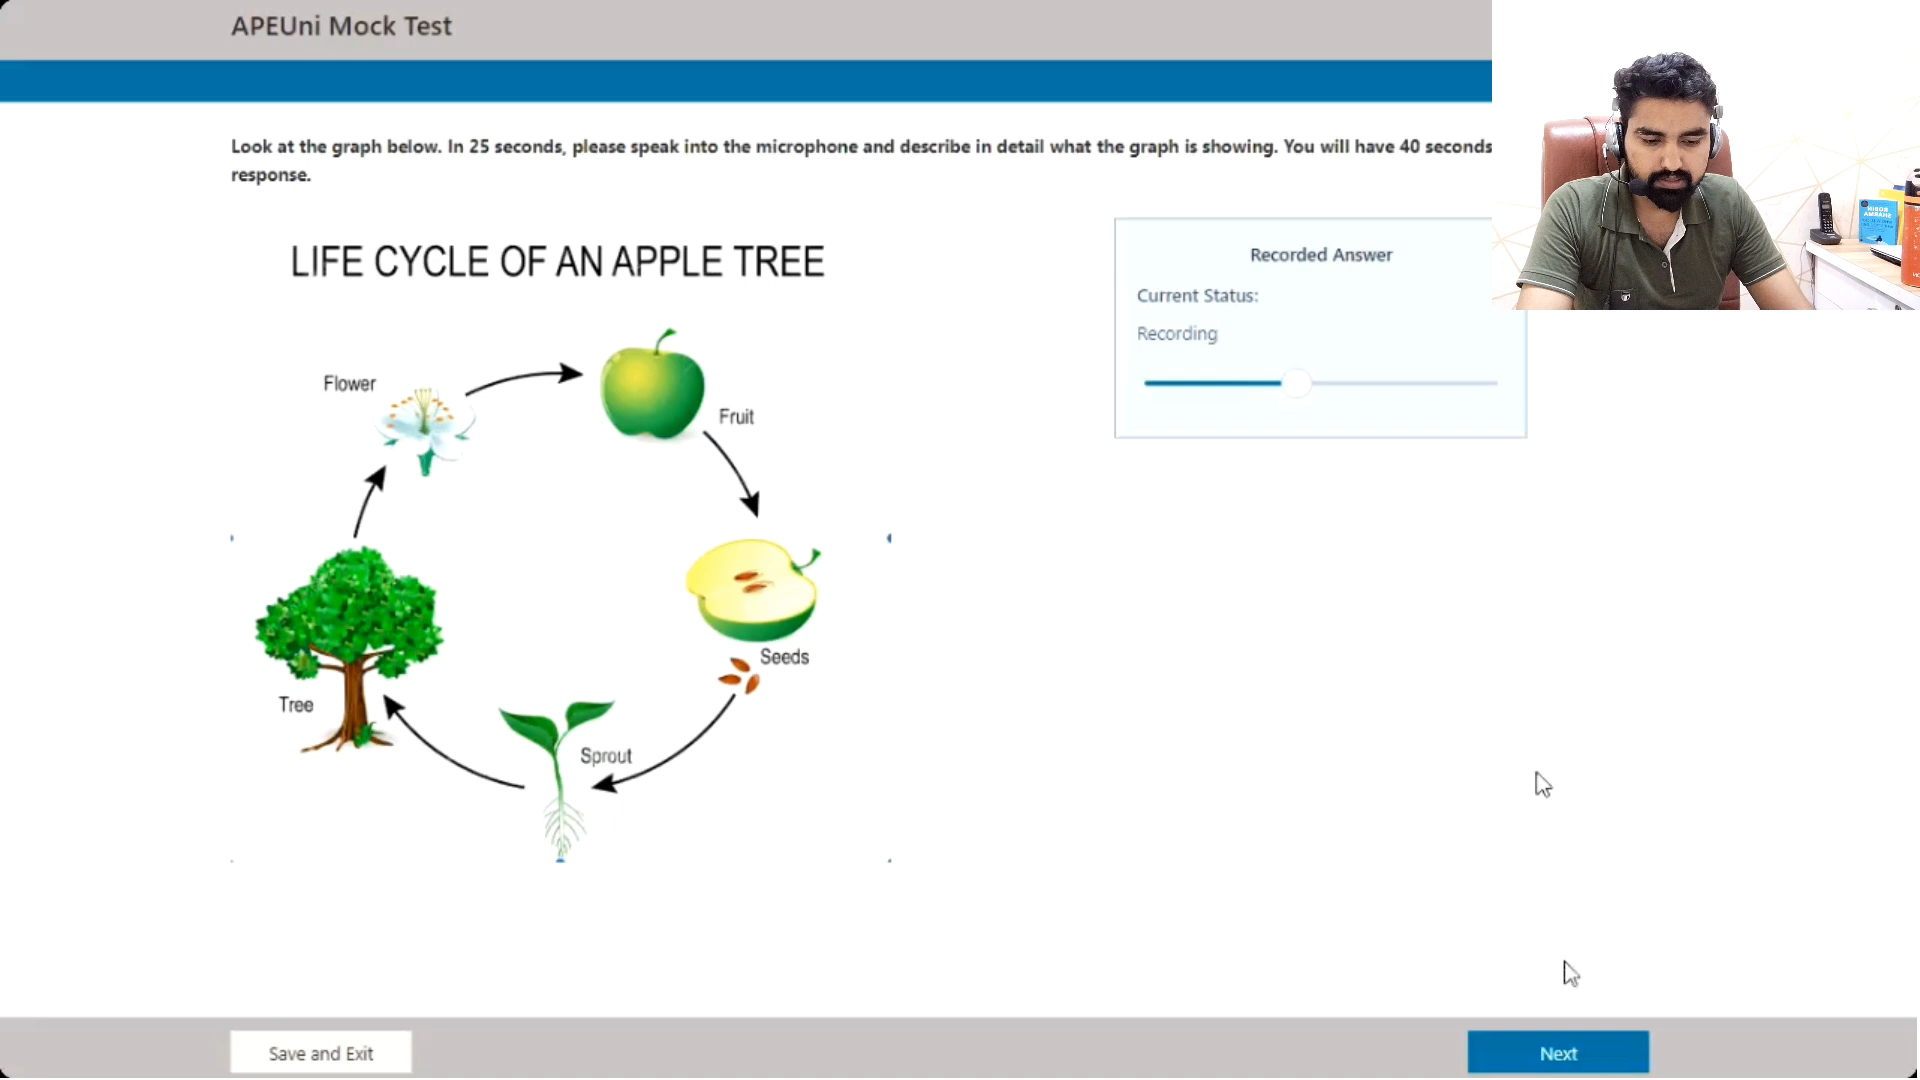 APEUni Mock Test
Look at the graph below. In 25 seconds, please speak into the microphone and describe in detail what the graph is showing. You will have 40 seconds
response.
LIFE CYCLE OF AN APPLE TREE
Recorded Answer
Current Status:
Recording
Flower
Fruit
Seeds
Tree
Sprout
Save and Exit
Next